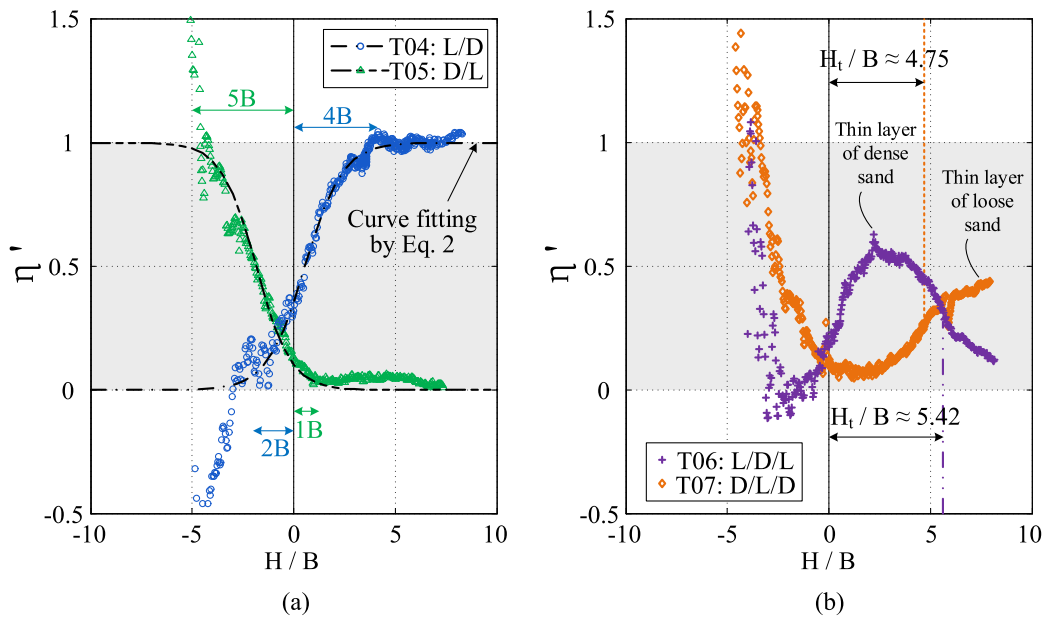 1.5
1
0.5
0
-0.5
-10
-5
0
5
10
η'
H / B
T04: L/D
T05: D/L
5B
4B
Curve fitting
by Eq. 2
1B
2B
(a)
1.5
1
0.5
0
-0.5
-10
-5
0
5
10
η'
H / B
Hₜ / B ≈ 4.75
Thin layer
of dense
sand
Thin layer
of loose
sand
Hₜ / B ≈ 5.42
T06: L/D/L
T07: D/L/D
(b)